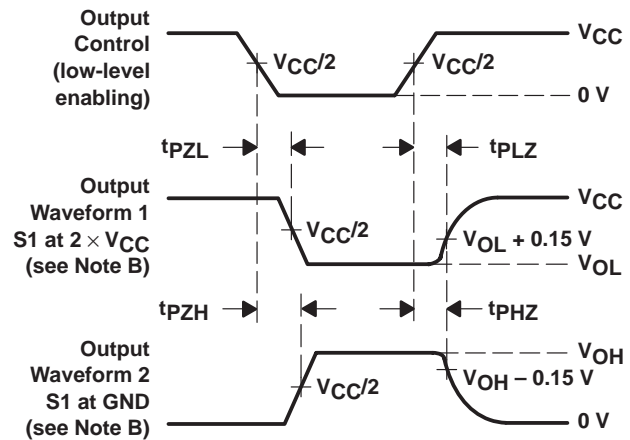 Output
Control
(low-level
enabling)
VCC/2
VCC/2
VCC
0 V
tPZL
tPLZ
Output
Waveform 1
S1 at 2 × VCC
(see Note B)
VCC/2
VCC
VOL + 0.15 V
VOL
tPZH
tPHZ
Output
Waveform 2
S1 at GND
(see Note B)
VCC/2
VOH
VOH – 0.15 V
0 V